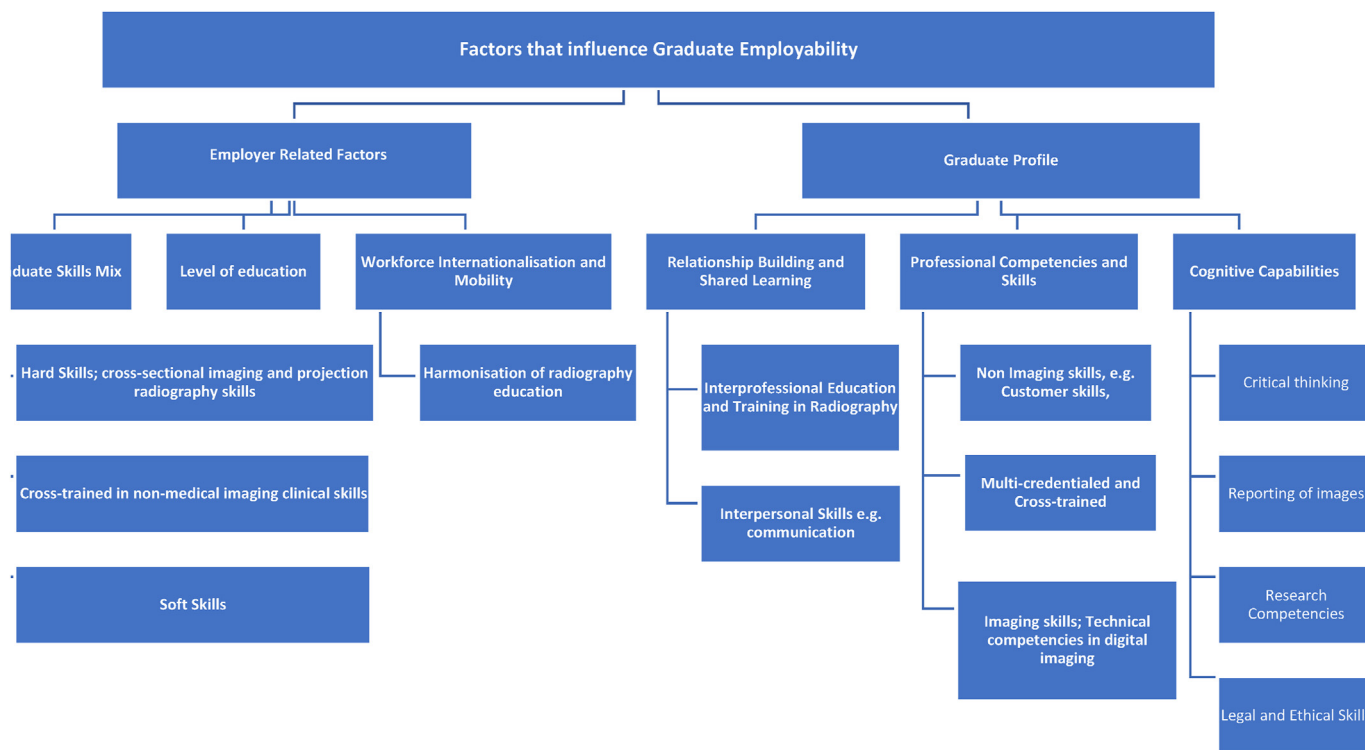 Factors that influence Graduate Employability
Employer Related Factors
Graduate Profile
duate Skills Mix
Level of education
Workforce Internationalisation and
Mobility
Relationship Building and
Shared Learning
Professional Competencies and
Skills
Cognitive Capabilities
Hard Skills; cross-sectional imaging and projection
radiography skills
Harmonisation of radiography
education
Interprofessional Education
and Training in Radiography
Non Imaging skills, e.g.
Customer skills,
Critical thinking
Cross-trained in non-medical imaging clinical skills
Interpersonal Skills e.g.
communication
Multi-credentialed and
Cross-trained
Reporting of images
Soft Skills
Imaging skills; Technical
competencies in digital
imaging
Research
Competencies
Legal and Ethical Skill